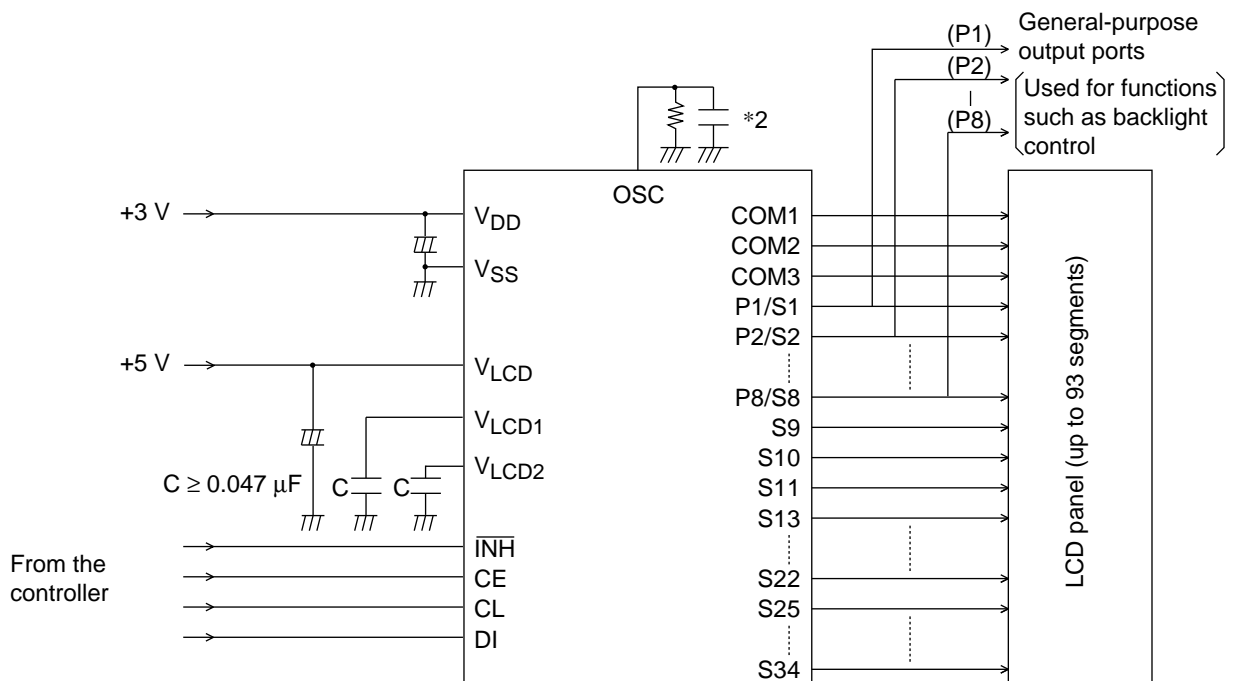 (P1)
General-purpose
output ports
(P2)
(P8)
Used for functions
such as backlight
control
*2
OSC
+3 V
VDD
VSS
+5 V
VLCD
VLCD1
VLCD2
C ≥ 0.047 μF
C
C
From the
controller
INH
CE
CL
DI
COM1
COM2
COM3
P1/S1
P2/S2
P8/S8
S9
S10
S11
S13
S22
S25
S34
LCD panel (up to 93 segments)